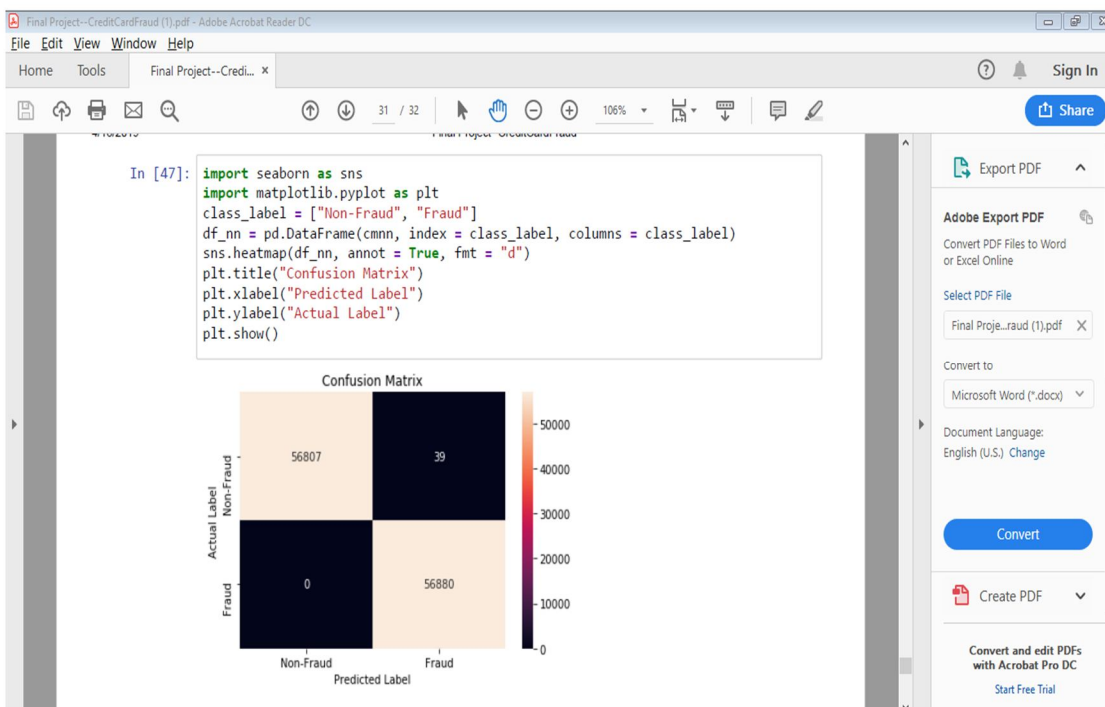 Final Project--CreditCardFraud (1).pdf - Adobe Acrobat Reader DC
File Edit View Window Help
Home Tools Final Project--Credi... × Sign In
31 / 32 106% Share
In [47]: import seaborn as sns
import matplotlib.pyplot as plt
class_label = ["Non-Fraud", "Fraud"]
df_nn = pd.DataFrame(cmnn, index = class_label, columns = class_label)
sns.heatmap(df_nn, annot = True, fmt = "d")
plt.title("Confusion Matrix")
plt.xlabel("Predicted Label")
plt.ylabel("Actual Label")
plt.show()
Confusion Matrix
Actual Label
Non-Fraud
Fraud
56807 39
0 56880
50000
40000
30000
20000
10000
0
Non-Fraud Fraud
Predicted Label
Export PDF
Adobe Export PDF
Convert PDF Files to Word
or Excel Online
Select PDF File
Final Proje...raud (1).pdf X
Convert to
Microsoft Word (*.docx)
Document Language:
English (U.S.) Change
Convert
Create PDF
Convert and edit PDFs
with Acrobat Pro DC
Start Free Trial